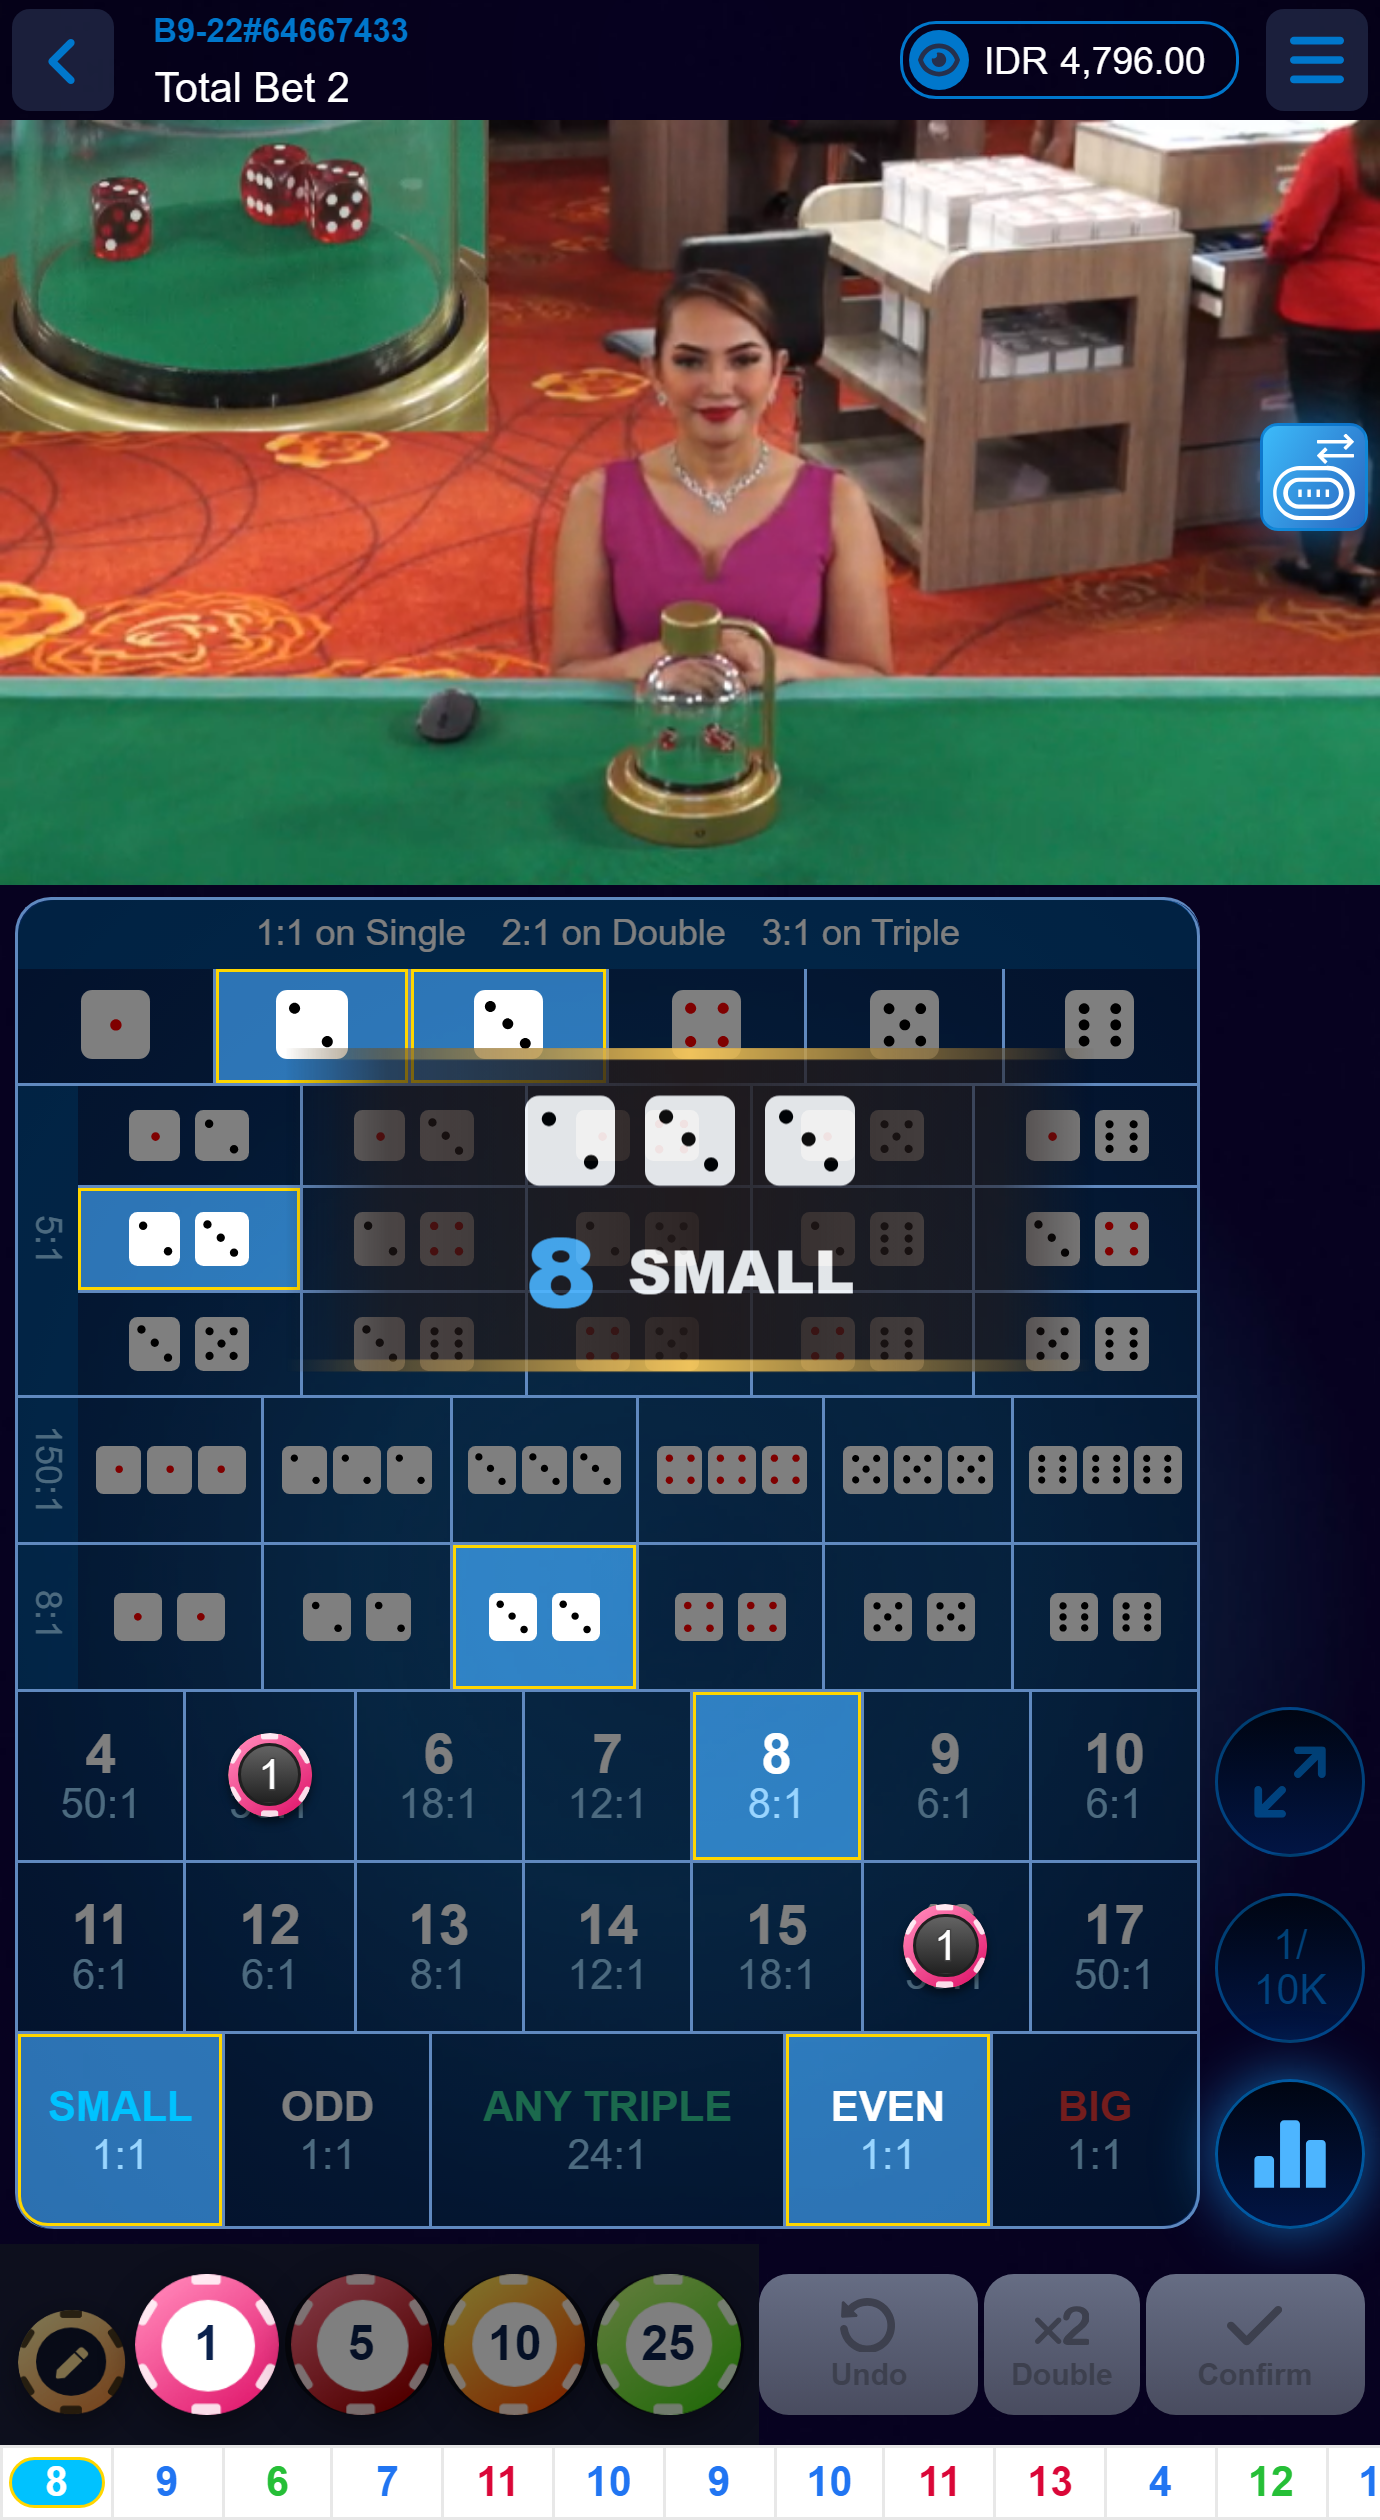 B9-22#64667433
Total Bet 2
IDR 4,796.00
1:1 on Single 2:1 on Double 3:1 on Triple
5:1
8 SMALL
150:1
8:1
4 6 7 8 9 10
50:1 1 18:1 12:1 8:1 6:1 6:1
11 12 13 14 15 17
6:1 6:1 8:1 12:1 18:1 1 50:1
1/
10K
SMALL ODD ANY TRIPLE EVEN BIG
1:1 1:1 24:1 1:1 1:1
1 5 10 25
x2
Undo Double Confirm
8 9 6 7 11 10 9 10 11 13 4 12